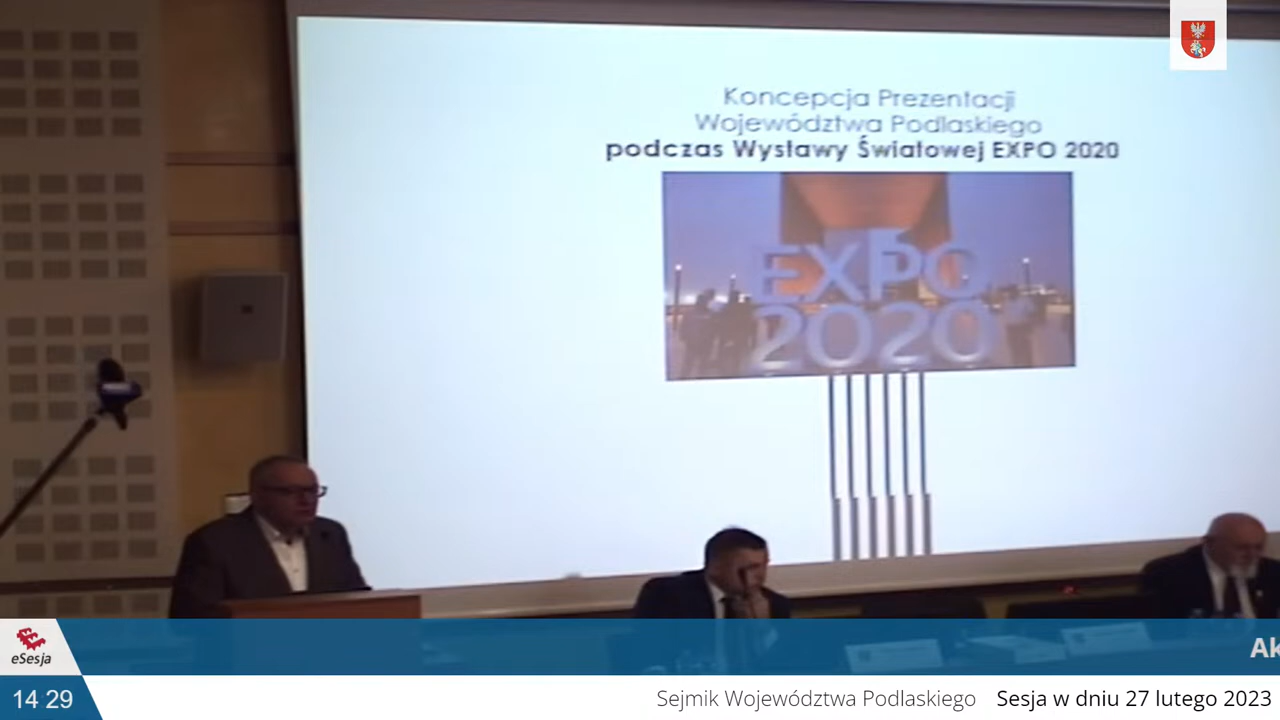 Koncepcja Prezentacji
Województwa Podlaskiego
podczas Wystawy Światowej EXPO 2020
EXPO
2020
Ak
eSesja
14 29
Sejmik Województwa Podlaskiego Sesja w dniu 27 lutego 2023